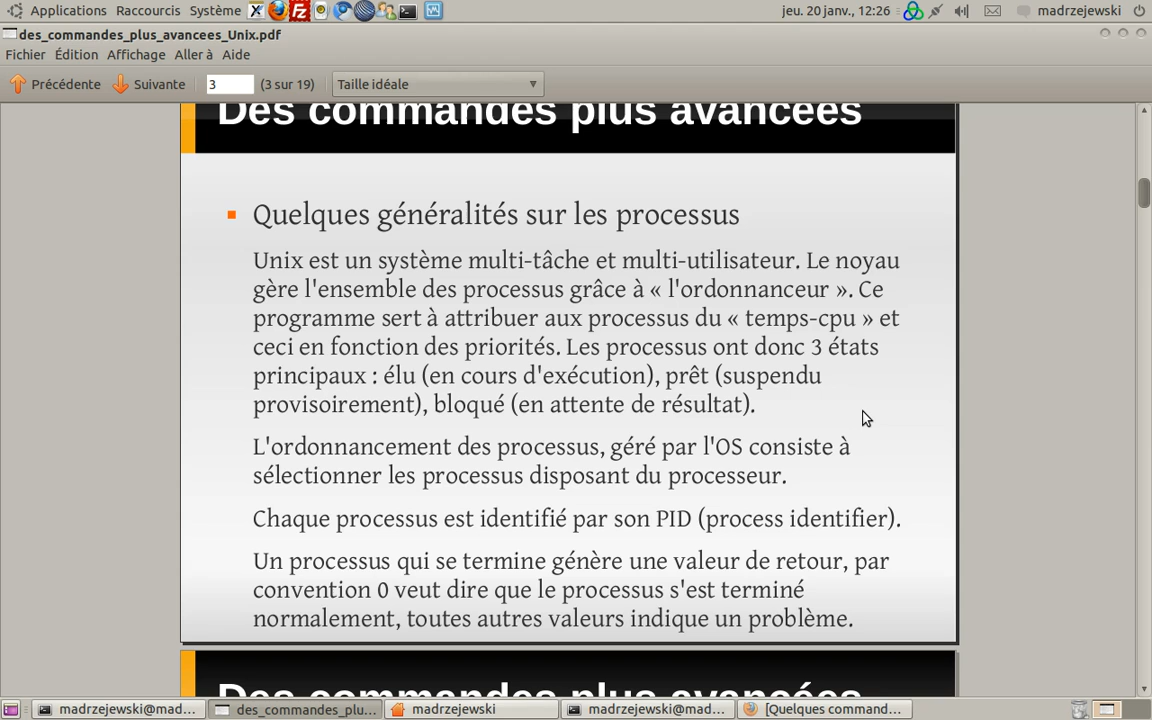 Applications Raccourcis Système jeu. 20 janv., 12:26 madrzejewski
des_commandes_plus_avancees_Unix.pdf
Fichier Édition Affichage Aller à Aide
Précédente Suivante 3 (3 sur 19) Taille idéale
Des commandes plus avancées
Quelques généralités sur les processus
Unix est un système multi-tâche et multi-utilisateur. Le noyau
gère l'ensemble des processus grâce à « l'ordonnanceur ». Ce
programme sert à attribuer aux processus du « temps-cpu » et
ceci en fonction des priorités. Les processus ont donc 3 états
principaux : élu (en cours d'exécution), prêt (suspendu
provisoirement), bloqué (en attente de résultat).
L'ordonnancement des processus, géré par l'OS consiste à
sélectionner les processus disposant du processeur.
Chaque processus est identifié par son PID (process identifier).
Un processus qui se termine génère une valeur de retour, par
convention 0 veut dire que le processus s'est terminé
normalement, toutes autres valeurs indique un problème.
Des commandes plus avancées
madrzejewski@mad... des_commandes_plu... madrzejewski madrzejewski@mad... [Quelques command...